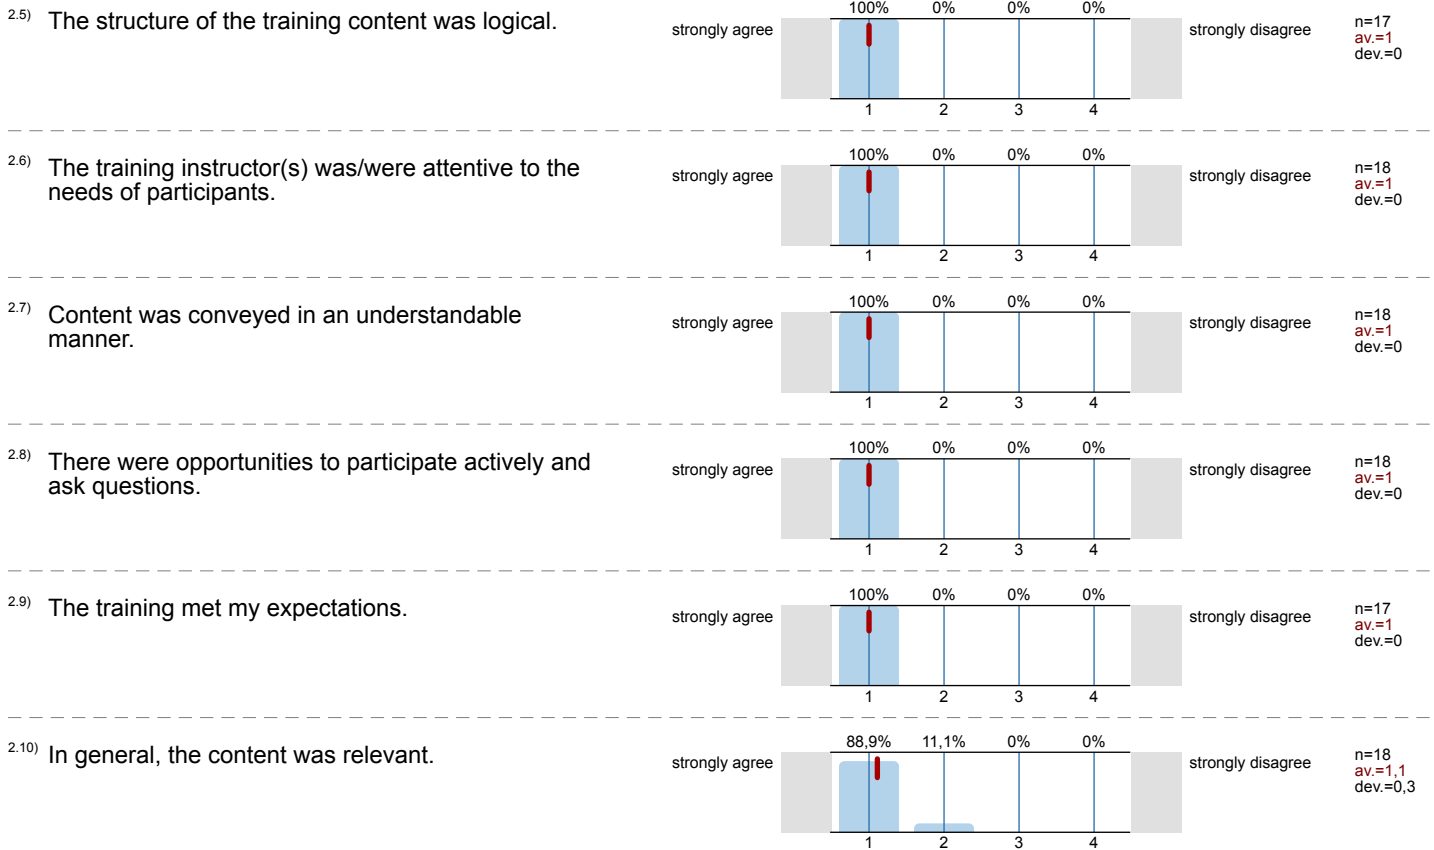 2.5) The structure of the training content was logical.
100% 0% 0% 0%
strongly agree
strongly disagree
n=17
av.=1
dev.=0
1 2 3 4
2.6) The training instructor(s) was/were attentive to the
needs of participants.
100% 0% 0% 0%
strongly agree
strongly disagree
n=18
av.=1
dev.=0
1 2 3 4
2.7) Content was conveyed in an understandable
manner.
100% 0% 0% 0%
strongly agree
strongly disagree
n=18
av.=1
dev.=0
1 2 3 4
2.8) There were opportunities to participate actively and
ask questions.
100% 0% 0% 0%
strongly agree
strongly disagree
n=18
av.=1
dev.=0
1 2 3 4
2.9) The training met my expectations.
100% 0% 0% 0%
strongly agree
strongly disagree
n=17
av.=1
dev.=0
1 2 3 4
2.10) In general, the content was relevant.
88,9% 11,1% 0% 0%
strongly agree
strongly disagree
n=18
av.=1,1
dev.=0,3
1 2 3 4